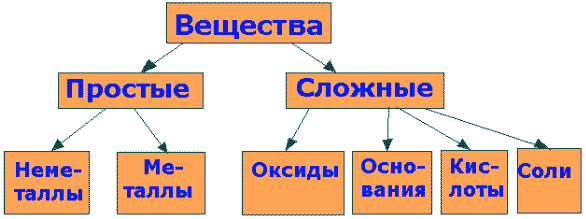 Вещества
Простые
Сложные
Неме-
таллы
Ме-
таллы
Оксиды
Осно-
вания
Кис-
лоты
Соли